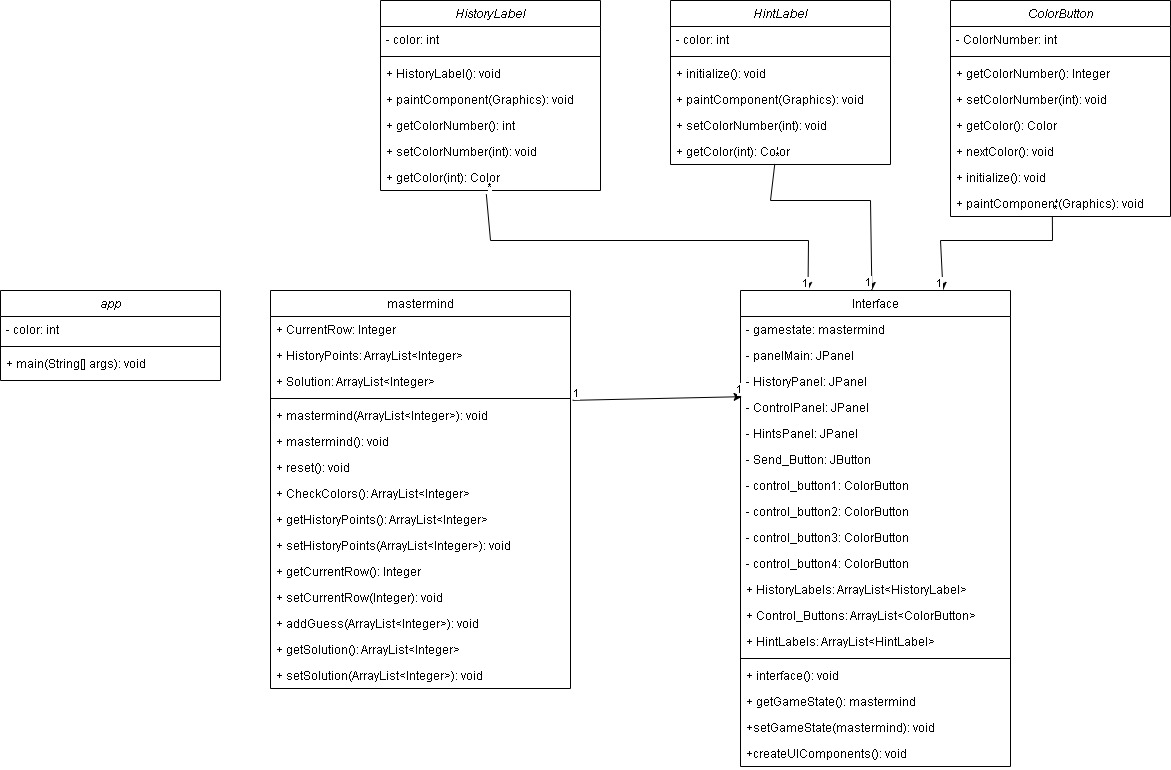 HistoryLabel
- color: int
+ HistoryLabel(): void
+ paintComponent(Graphics): void
+ getColorNumber(): int
+ setColorNumber(int): void
+ getColor(int): Color
*
HintLabel
- color: int
+ initialize(): void
+ paintComponent(Graphics): void
+ setColorNumber(int): void
+ getColor(int): Color
*
ColorButton
- ColorNumber: int
+ getColorNumber(): Integer
+ setColorNumber(int): void
+ getColor(): Color
+ nextColor(): void
+ initialize(): void
+ paintComponent(Graphics): void
*
1
1
1
app
- color: int
+ main(String[] args): void
mastermind
+ CurrentRow: Integer
+ HistoryPoints: ArrayList<Integer>
+ Solution: ArrayList<Integer>
+ mastermind(ArrayList<Integer>): void
+ mastermind(): void
+ reset(): void
+ CheckColors(): ArrayList<Integer>
+ getHistoryPoints(): ArrayList<Integer>
+ setHistoryPoints(ArrayList<Integer>): void
+ getCurrentRow(): Integer
+ setCurrentRow(Integer): void
+ addGuess(ArrayList<Integer>): void
+ getSolution(): ArrayList<Integer>
+ setSolution(ArrayList<Integer>): void
1
1
Interface
- gamestate: mastermind
- panelMain: JPanel
- HistoryPanel: JPanel
- ControlPanel: JPanel
- HintsPanel: JPanel
- Send_Button: JButton
- control_button1: ColorButton
- control_button2: ColorButton
- control_button3: ColorButton
- control_button4: ColorButton
+ HistoryLabels: ArrayList<HistoryLabel>
+ Control_Buttons: ArrayList<ColorButton>
+ HintLabels: ArrayList<HintLabel>
+ interface(): void
+ getGameState(): mastermind
+setGameState(mastermind): void
+createUIComponents(): void